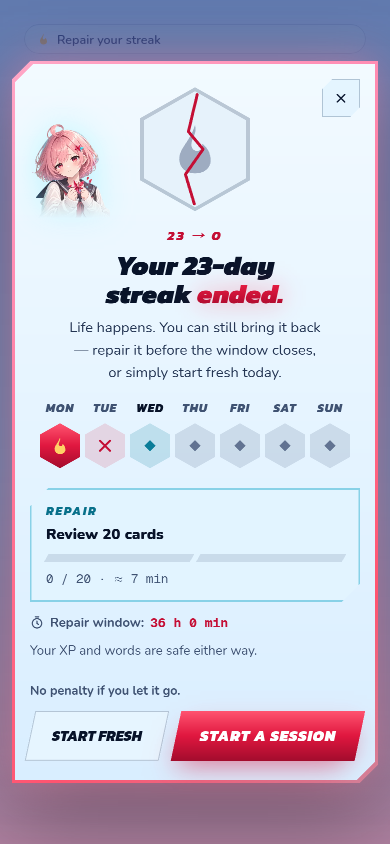 Repair your streak
×
23 → 0
Your 23-day
streak ended.
Life happens. You can still bring it back
— repair it before the window closes,
or simply start fresh today.
MON TUE WED THU FRI SAT SUN
REPAIR
Review 20 cards
0 / 20 · ≈ 7 min
Repair window: 36 h 0 min
Your XP and words are safe either way.
No penalty if you let it go.
START FRESH START A SESSION